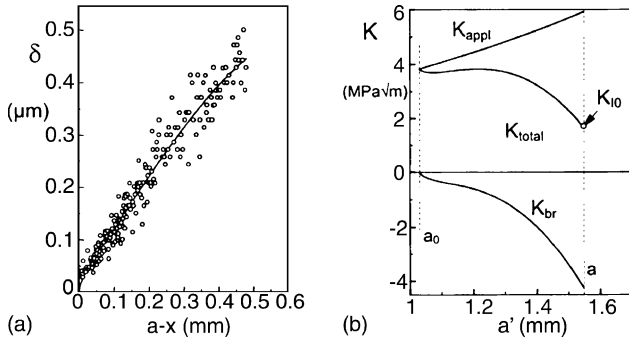 δ
(μm)
0.5
0.4
0.3
0.2
0.1
0
0 0.1 0.2 0.3 0.4 0.5 0.6
a-x (mm)
(a)
K
(MPa√m)
6
4
2
0
-2
-4
K_appl
K_I0
K_total
K_br
a₀
a
1 1.2 1.4 1.6
a' (mm)
(b)